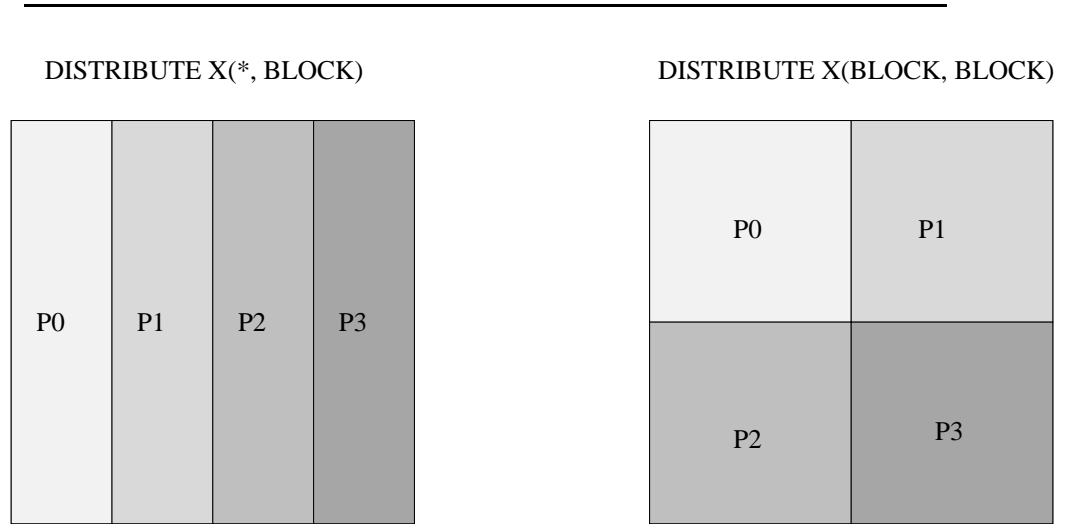 DISTRIBUTE X(*, BLOCK)
P0 P1 P2 P3
DISTRIBUTE X(BLOCK, BLOCK)
P0 P1
P2 P3